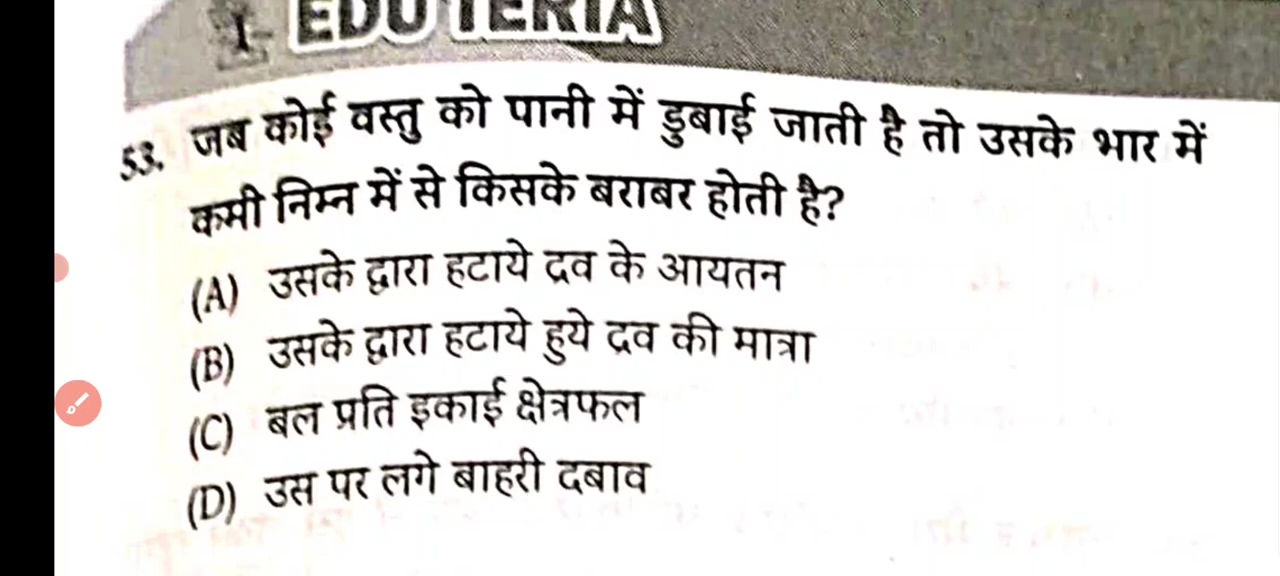 EDUTERIA
53. जब कोई वस्तु को पानी में डुबाई जाती है तो उसके भार में
कमी निम्न में से किसके बराबर होती है?
(A) उसके द्वारा हटाये द्रव के आयतन
(B) उसके द्वारा हटाये हुये द्रव की मात्रा
(C) बल प्रति इकाई क्षेत्रफल
(D) उस पर लगे बाहरी दबाव